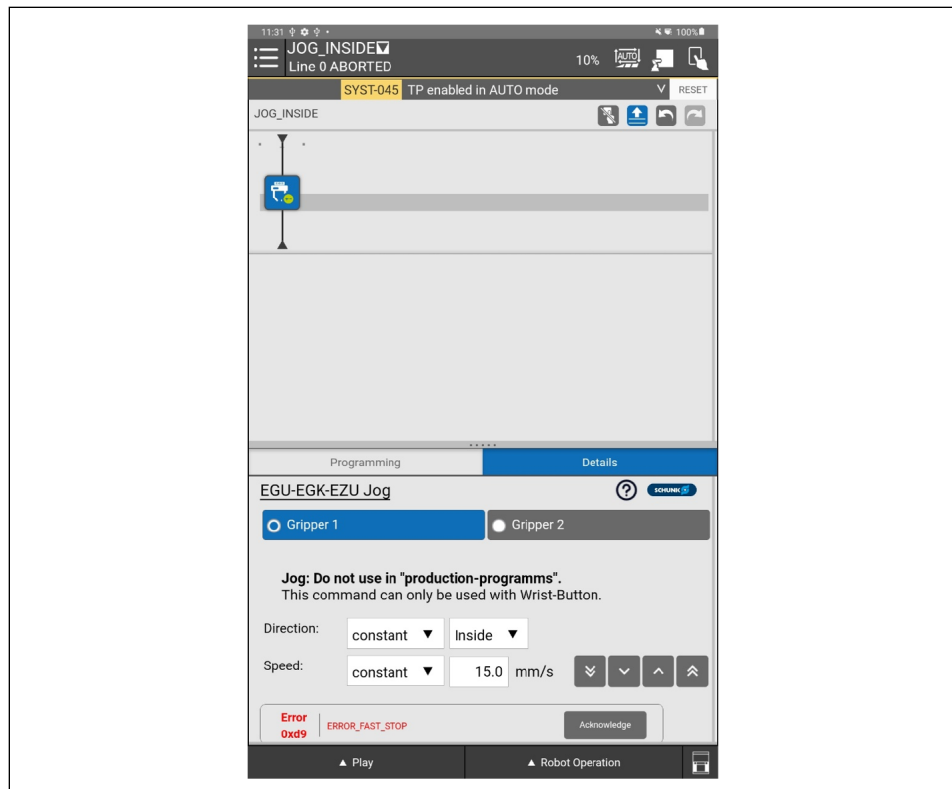 11:31
100%
JOG_INSIDE
Line 0 ABORTED
10%
AUTO
SYST-045 TP enabled in AUTO mode
RESET
JOG_INSIDE
Programming
Details
EGU-EGK-EZU Jog
SCHUNK
Gripper 1
Gripper 2
Jog: Do not use in "production-programms".
This command can only be used with Wrist-Button.
Direction: constant Inside
Speed: constant 15.0 mm/s
Error
0xd9
ERROR_FAST_STOP
Acknowledge
Play
Robot Operation